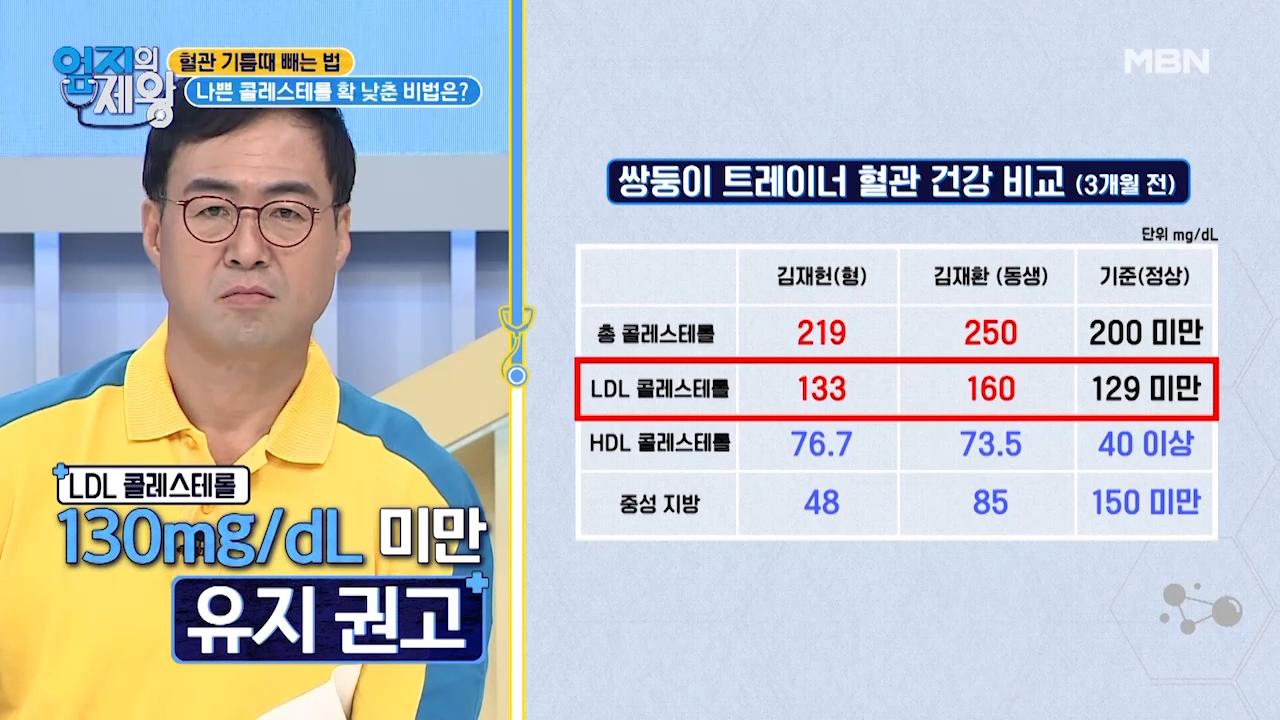 엄지의 제왕
혈관 기름때 빼는 법
나쁜 콜레스테롤 확 낮춘 비법은?
MBN
쌍둥이 트레이너 혈관 건강 비교 (3개월 전)
단위 mg/dL
김재헌(형) 김재환 (동생) 기준(정상)
총 콜레스테롤 219 250 200 미만
LDL 콜레스테롤 133 160 129 미만
HDL 콜레스테롤 76.7 73.5 40 이상
중성 지방 48 85 150 미만
LDL 콜레스테롤
130mg/dL 미만
유지 권고